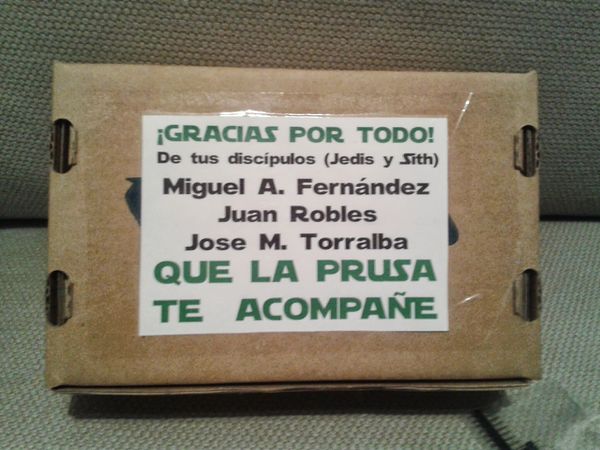 ¡GRACIAS POR TODO!
De tus discípulos (Jedis y Sith)
Miguel A. Fernández
Juan Robles
Jose M. Torralba
QUE LA PRUSA
TE ACOMPAÑE